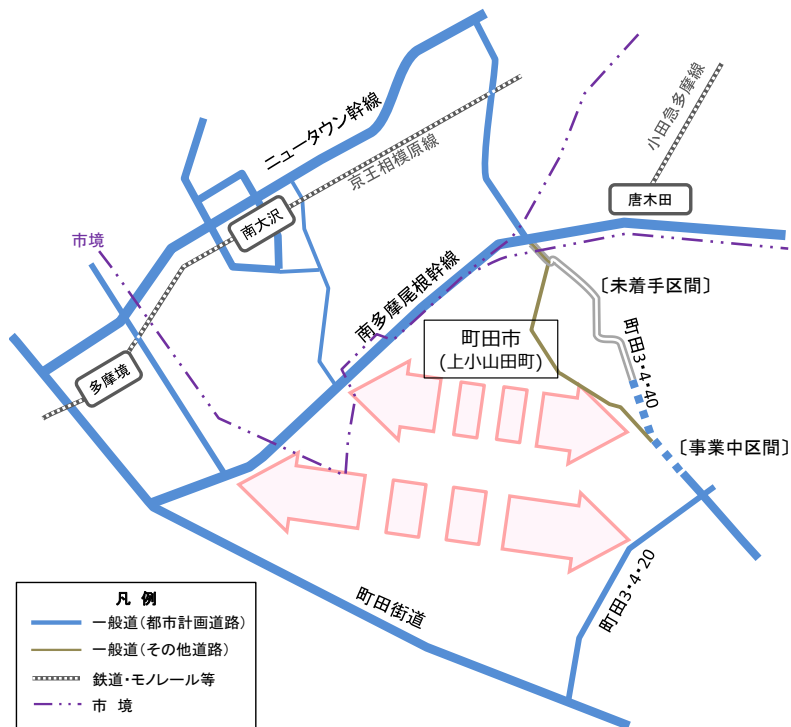 ニュータウン幹線
京王相模原線
小田急多摩線
唐木田
南大沢
市境
南多摩尾根幹線
〔未着手区間〕
町田市
(上小山田町)
町田3・4・40
多摩境
〔事業中区間〕
町田3・4・20
町田街道
凡 例
一般道(都市計画道路)
一般道(その他道路)
鉄道・モノレール等
市 境